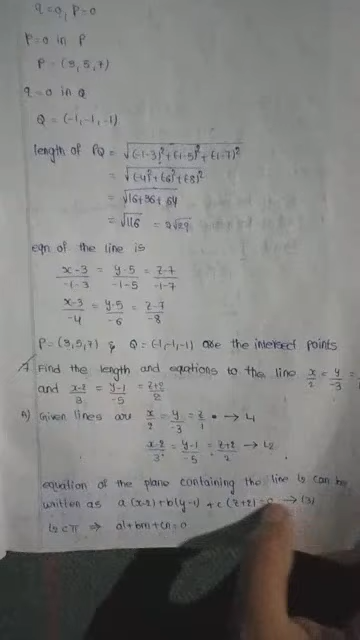 q=0, P=0
P=0 in P
P = (3,5,7)
q=0 in Q
Q = (-1,-1,-1)
length of PQ = √(-1-3)²+(-1-5)²+(-1-7)²
= √(-4)²+(-6)²+(-8)²
= √16+36+64
= √116 = 2√29
eqn of the line is
x-3/-1-3 = y-5/-1-5 = z-7/-1-7
x-3/-4 = y-5/-6 = z-7/-8
P=(3,5,7) & Q=(-1,-1,-1) are the intersect points
Find the length and equations to the line x/2 = y/-3 =
and x-2/3 = y-1/-5 = z+2/2
A) Given lines are x/2 = y/-3 = z/1 → L1
x-2/3 = y-1/-5 = z+2/2 → L2
equation of the plane containing the line L2 can be
written as a(x-2)+b(y-1)+c(z+2)=0 → (3)
L2⊂π ⇒ al+bm+cn=0